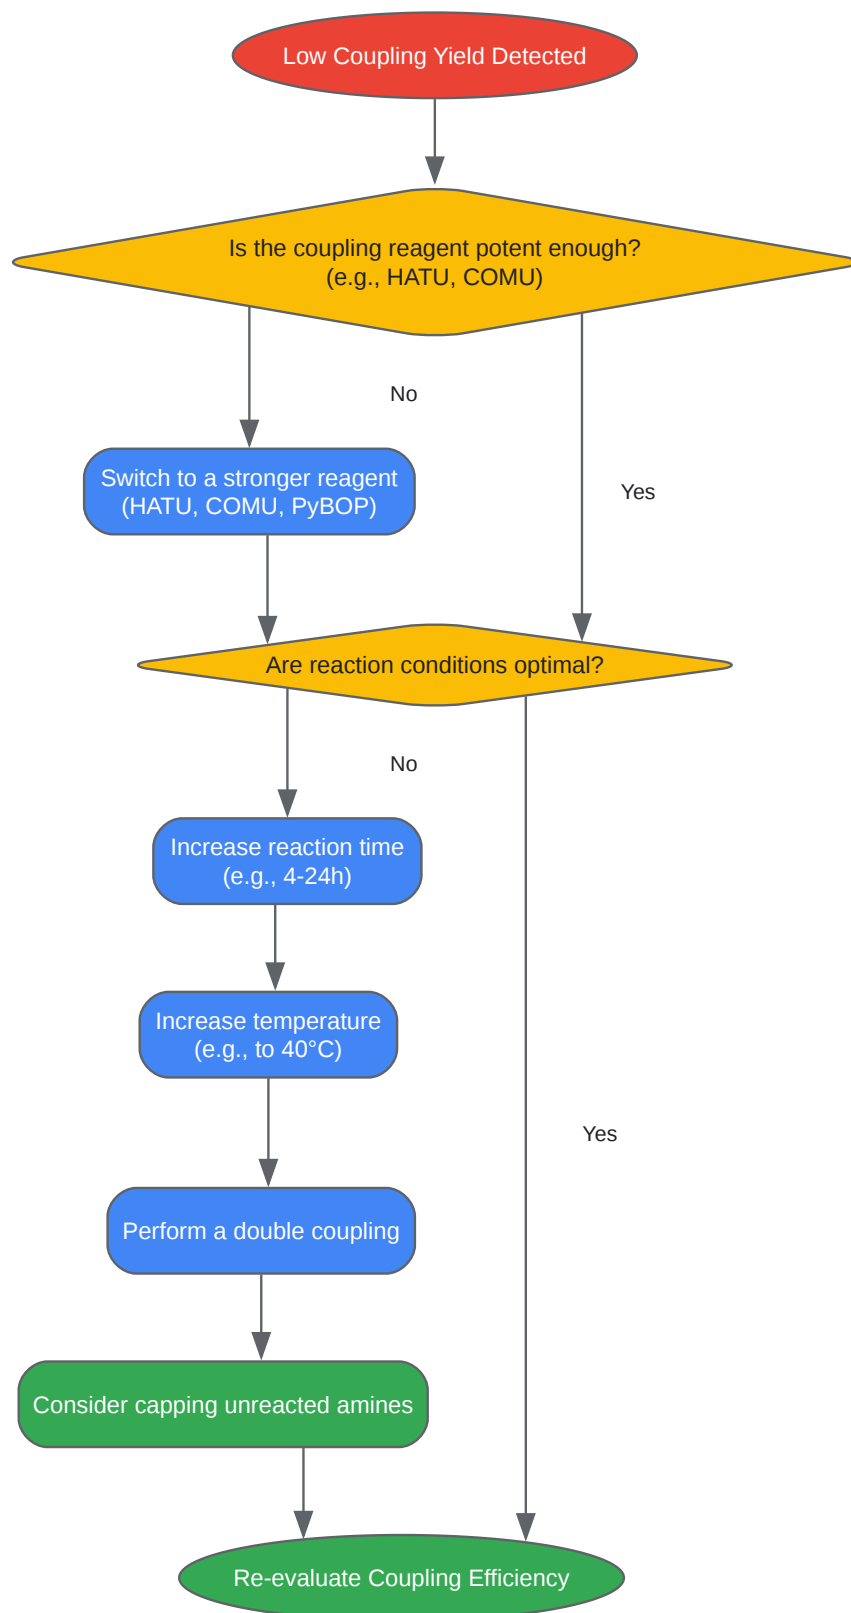 Low Coupling Yield Detected
Is the coupling reagent potent enough?
(e.g., HATU, COMU)
No
Switch to a stronger reagent
(HATU, COMU, PyBOP)
Yes
Are reaction conditions optimal?
No
Increase reaction time
(e.g., 4-24h)
Increase temperature
(e.g., to 40°C)
Yes
Perform a double coupling
Consider capping unreacted amines
Re-evaluate Coupling Efficiency